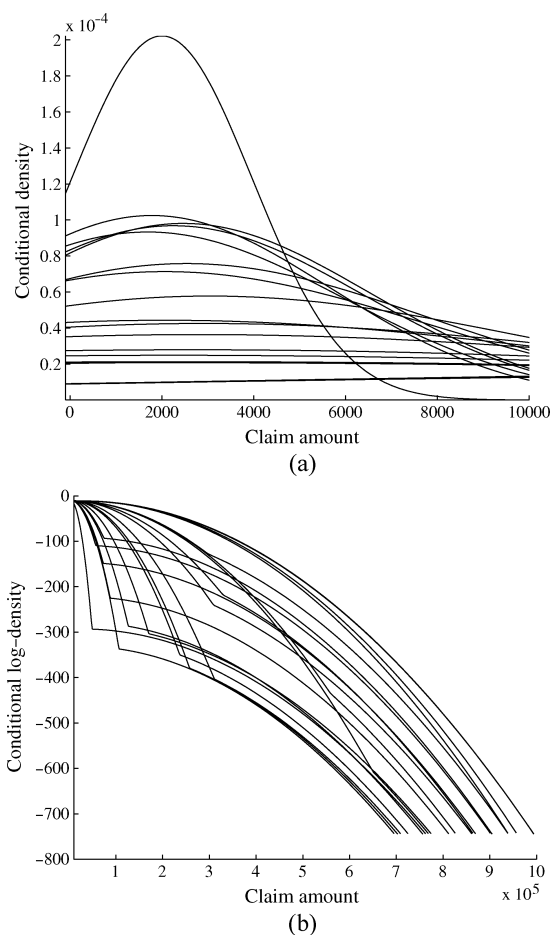 x 10⁻⁴
2
1.8
1.6
1.4
1.2
1
0.8
0.6
0.4
0.2
Conditional density
0 2000 4000 6000 8000 10000
Claim amount
(a)
0
−100
−200
−300
−400
−500
−600
−700
−800
Conditional log−density
1 2 3 4 5 6 7 8 9 10
x 10⁵
Claim amount
(b)